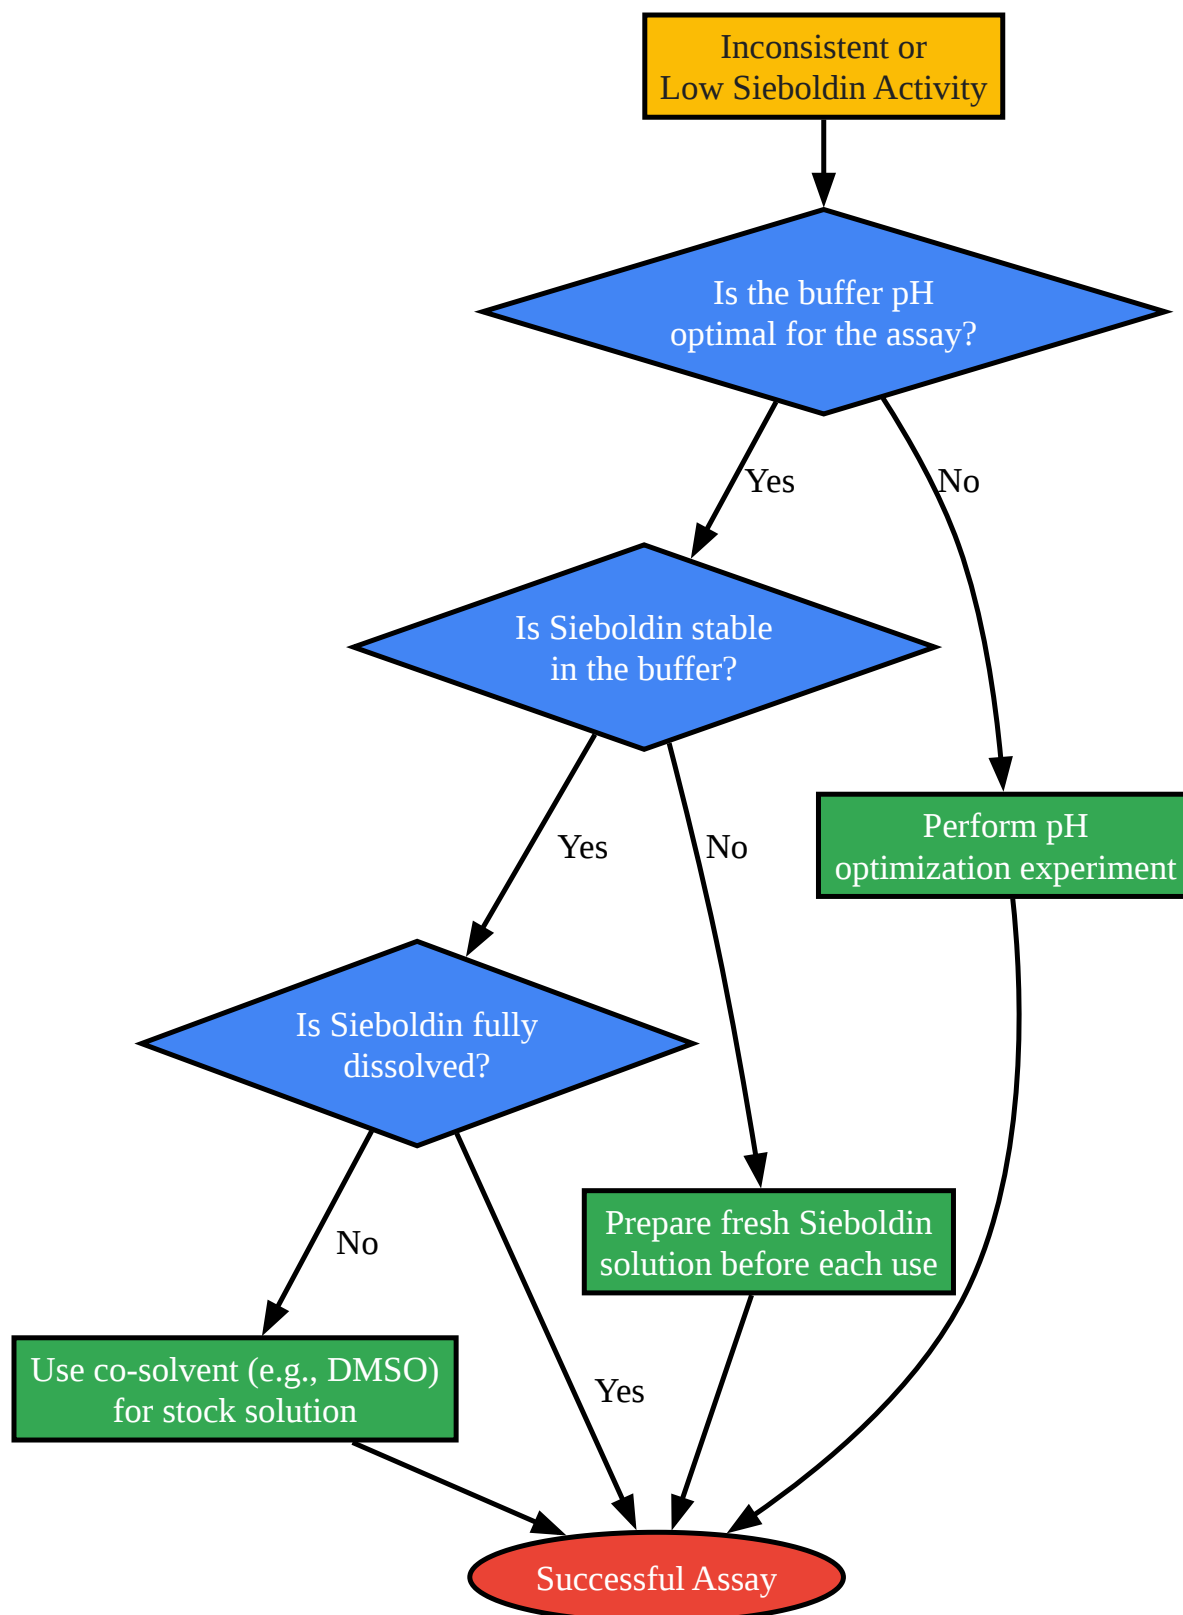 Inconsistent or
Low Sieboldin Activity
Is the buffer pH
optimal for the assay?
Yes
No
Is Sieboldin stable
in the buffer?
Yes
No
Perform pH
optimization experiment
Is Sieboldin fully
dissolved?
No
Prepare fresh Sieboldin
solution before each use
Use co-solvent (e.g., DMSO)
for stock solution
Yes
Successful Assay